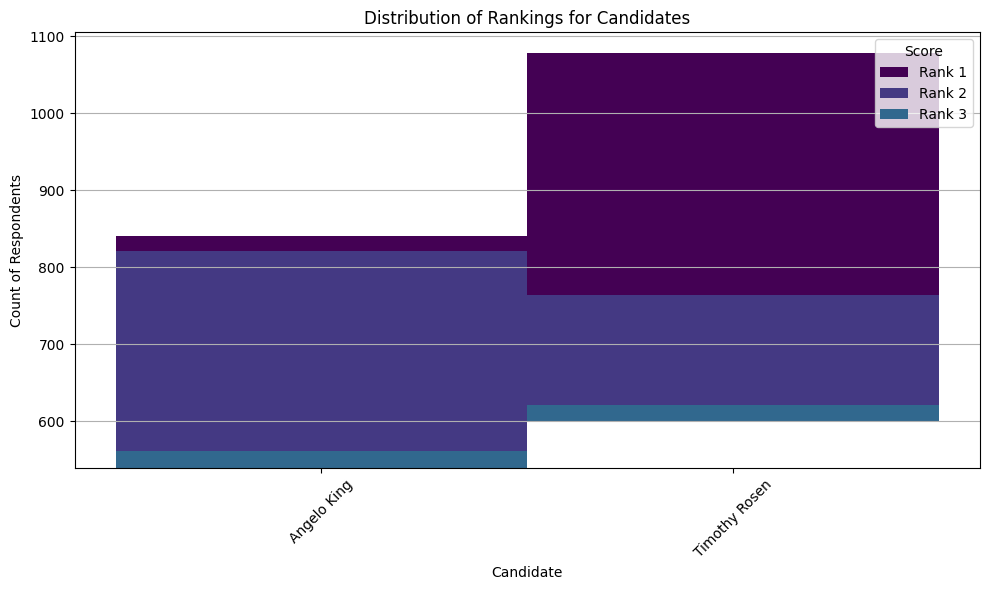 Distribution of Rankings for Candidates
Count of Respondents
1100
1000
900
800
700
600
Score
Rank 1
Rank 2
Rank 3
Angelo King
Timothy Rosen
Candidate